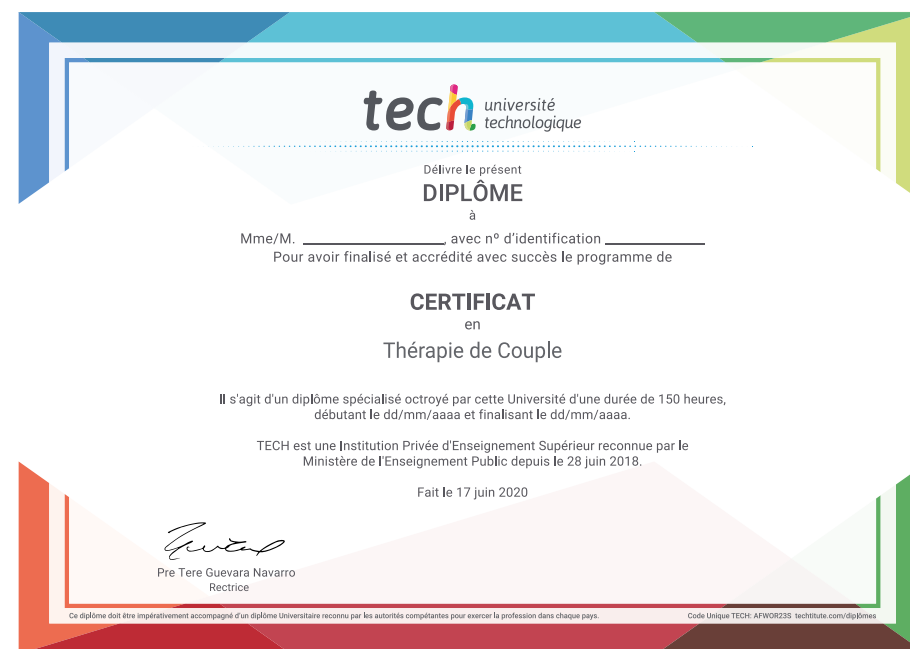 tech université
technologique
Délivre le présent
DIPLÔME
à
Mme/M. ____________________, avec nº d'identification ______________
Pour avoir finalisé et accrédité avec succès le programme de
CERTIFICAT
en
Thérapie de Couple
Il s'agit d'un diplôme spécialisé octroyé par cette Université d'une durée de 150 heures,
débutant le dd/mm/aaaa et finalisant le dd/mm/aaaa.
TECH est une Institution Privée d'Enseignement Supérieur reconnue par le
Ministère de l'Enseignement Public depuis le 28 juin 2018.
Fait le 17 juin 2020
Pre Tere Guevara Navarro
Rectrice
Ce diplôme doit être impérativement accompagné d'un diplôme Universitaire reconnu par les autorités compétantes pour exercer la profession dans chaque pays. Code Unique TECH: AFWOR23S techtitute.com/diplômes